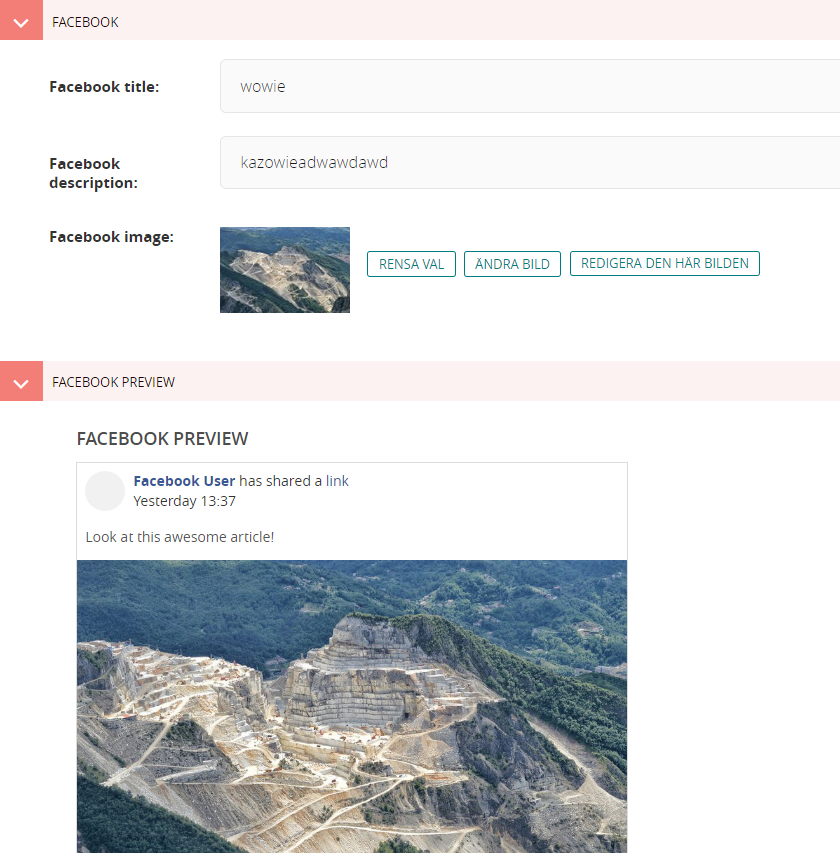 FACEBOOK
Facebook title:
wowie
Facebook
description:
kazowieadwawdawd
Facebook image:
RENSA VAL
ÄNDRA BILD
REDIGERA DEN HÄR BILDEN
FACEBOOK PREVIEW
FACEBOOK PREVIEW
Facebook User has shared a link
Yesterday 13:37
Look at this awesome article!